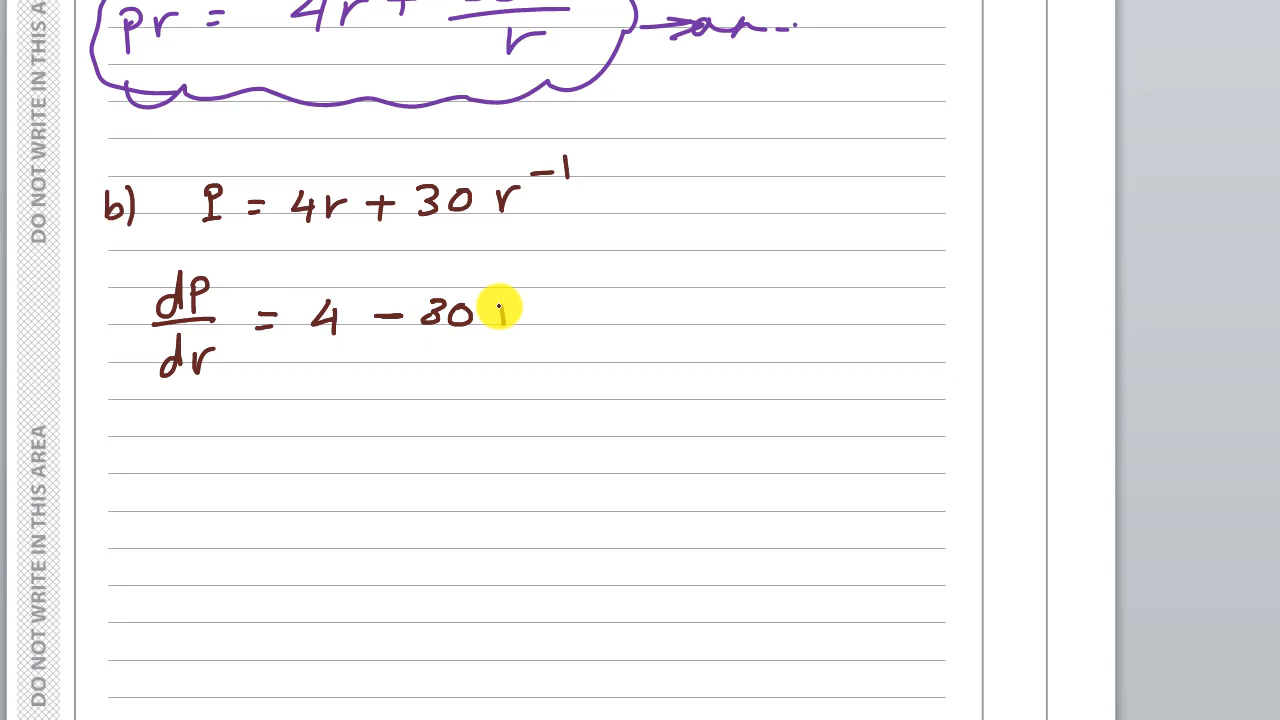 Pr = 4r +
r
b) P = 4r + 30 r⁻¹
dP/dr = 4 - 30 r
DO NOT WRITE IN THIS AREA
DO NOT WRITE IN THIS A